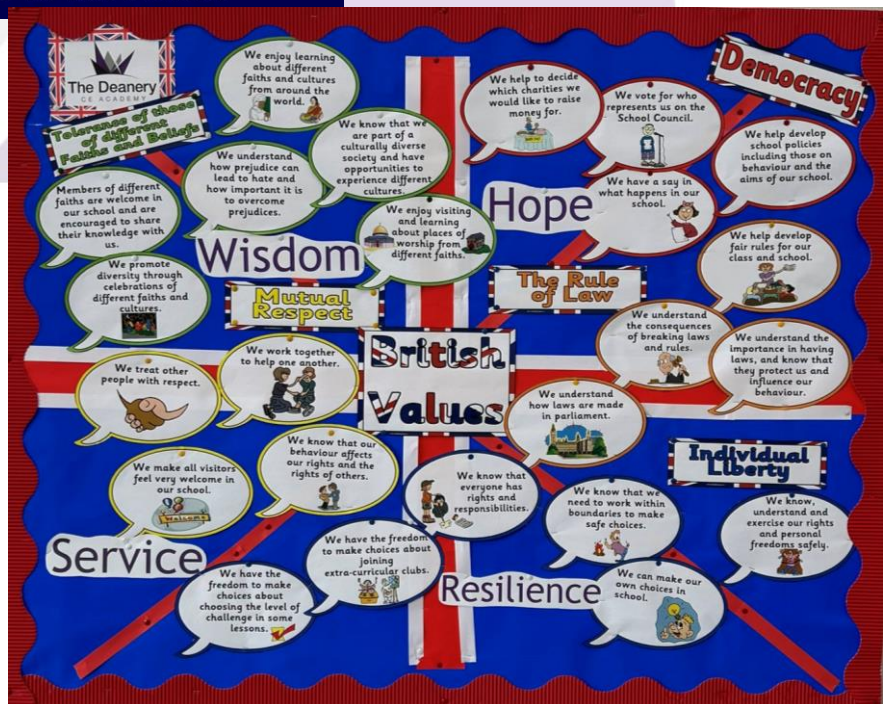 The Deanery
CE ACADEMY
Tolerance of those
of different
Faiths and Beliefs
We enjoy learning
about different
faiths and cultures
from around the
world.
We know that we
are part of a
culturally diverse
society and have
opportunities to
experience different
cultures.
We understand
how prejudice can
lead to hate and
how important it is
to overcome
prejudices.
Members of different
faiths are welcome in
our school and are
encouraged to share
their knowledge with
us.
We enjoy visiting
and learning
about places of
worship from
different faiths.
We promote
diversity through
celebrations of
different faiths and
cultures.
Wisdom
Mutual
Respect
We treat other
people with respect.
We work together
to help one another.
We make all visitors
feel very welcome in
our school.
Welcome
We know that our
behaviour affects
our rights and the
rights of others.
Service
British
Values
Democracy
We help to decide
which charities we
would like to raise
money for.
We vote for who
represents us on the
School Council.
We help develop
school policies
including those on
behaviour and the
aims of our school.
We have a say in
what happens in our
school.
Hope
The Rule
of Law
We help develop
fair rules for our
class and school.
We understand
the consequences
of breaking laws
and rules.
We understand the
importance in having
laws, and know that
they protect us and
influence our
behaviour.
We understand
how laws are made
in parliament.
Individual
Liberty
We know that
everyone has
rights and
responsibilities.
We know that we
need to work within
boundaries to make
safe choices.
We know,
understand and
exercise our rights
and personal
freedoms safely.
We have the freedom
to make choices about
joining
extra-curricular clubs.
We have the
freedom to make
choices about
choosing the level of
challenge in some
lessons.
Resilience
We can make our
own choices in
school.